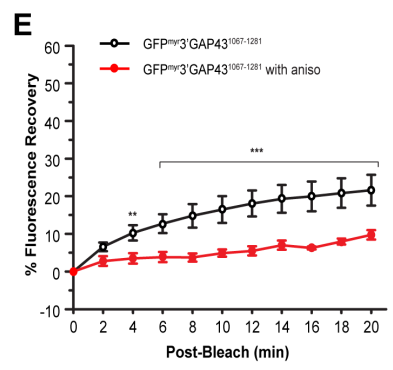 E
GFPmyr3'GAP431067-1281
GFPmyr3'GAP431067-1281 with aniso
% Fluorescence Recovery
60
50
40
30
20
10
0
-10
**
***
0 2 4 6 8 10 12 14 16 18 20
Post-Bleach (min)